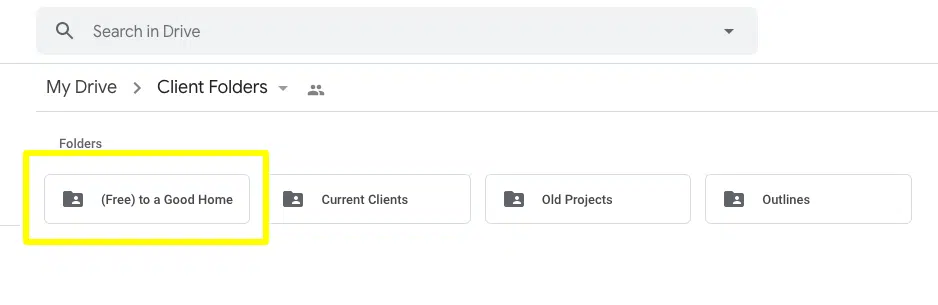 Search in Drive
My Drive > Client Folders
Folders
(Free) to a Good Home Current Clients Old Projects Outlines